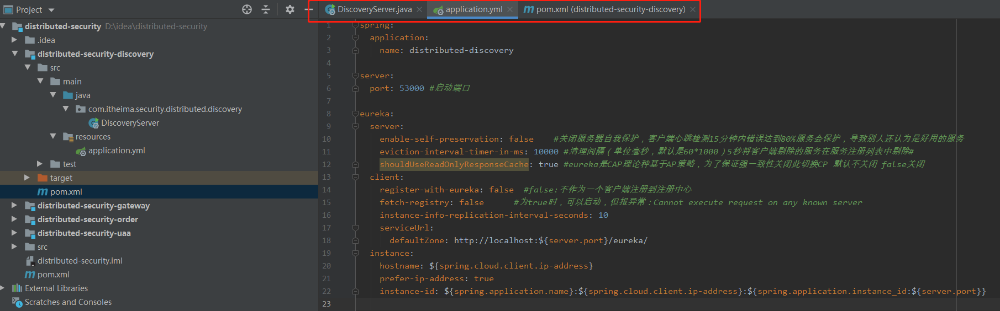 Project
distributed-security D:\idea\distributed-security
.idea
distributed-security-discovery
src
main
java
com.itheima.security.distributed.discovery
DiscoveryServer
resources
application.yml
test
target
pom.xml
distributed-security-gateway
distributed-security-order
distributed-security-uaa
src
distributed-security.iml
pom.xml
External Libraries
Scratches and Consoles
DiscoveryServer.java application.yml pom.xml (distributed-security-discovery)
1 spring:
2 application:
3 name: distributed-discovery
4
5 server:
6 port: 53000 #启动端口
7
8 eureka:
9 server:
10 enable-self-preservation: false #关闭服务器自我保护，客户端心跳检测15分钟内错误达到80%服务会保护，导致别人还认为是好用的服务
11 eviction-interval-timer-in-ms: 10000 #清理间隔（单位毫秒，默认是60*1000）5秒将客户端剔除的服务在服务注册列表中剔除#
12 shouldUseReadOnlyResponseCache: true #eureka是CAP理论种基于AP策略，为了保证强一致性关闭此切换CP 默认不关闭 false关闭
13 client:
14 register-with-eureka: false #false:不作为一个客户端注册到注册中心
15 fetch-registry: false #为true时，可以启动，但报异常：Cannot execute request on any known server
16 instance-info-replication-interval-seconds: 10
17 serviceUrl:
18 defaultZone: http://localhost:${server.port}/eureka/
19 instance:
20 hostname: ${spring.cloud.client.ip-address}
21 prefer-ip-address: true
22 instance-id: ${spring.application.name}:${spring.cloud.client.ip-address}:${spring.application.instance_id:${server.port}}
23